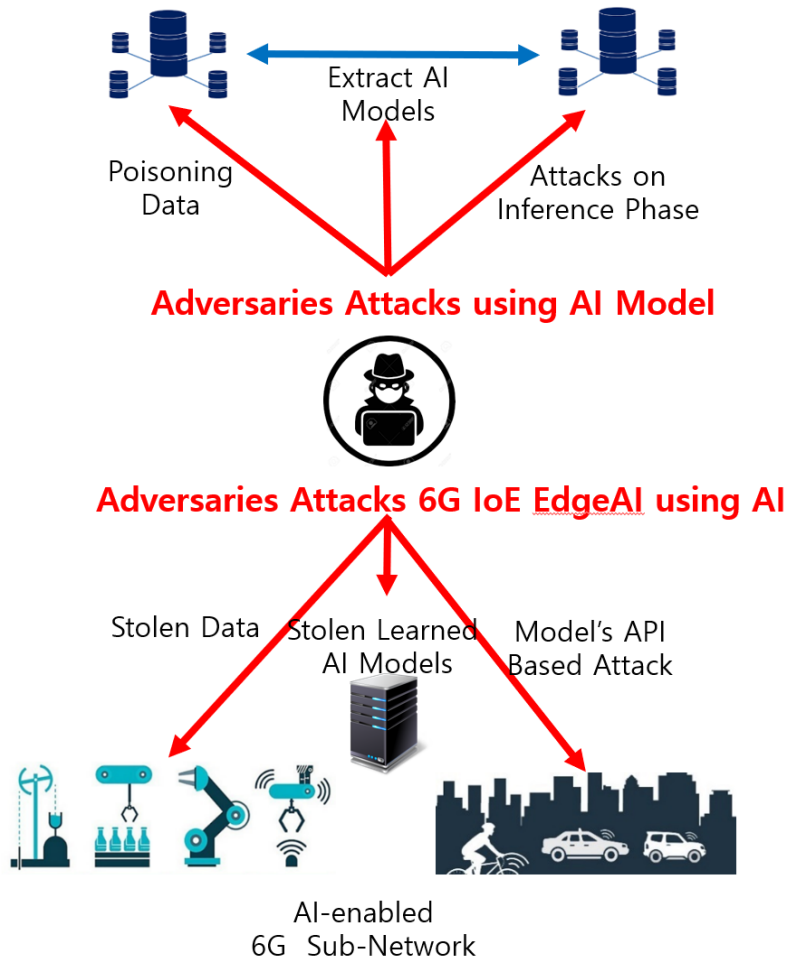 Extract AI
Models
Poisoning
Data
Attacks on
Inference Phase
Adversaries Attacks using AI Model
Adversaries Attacks 6G IoE EdgeAI using AI
Stolen Data
Stolen Learned
AI Models
Model's API
Based Attack
AI-enabled
6G Sub-Network